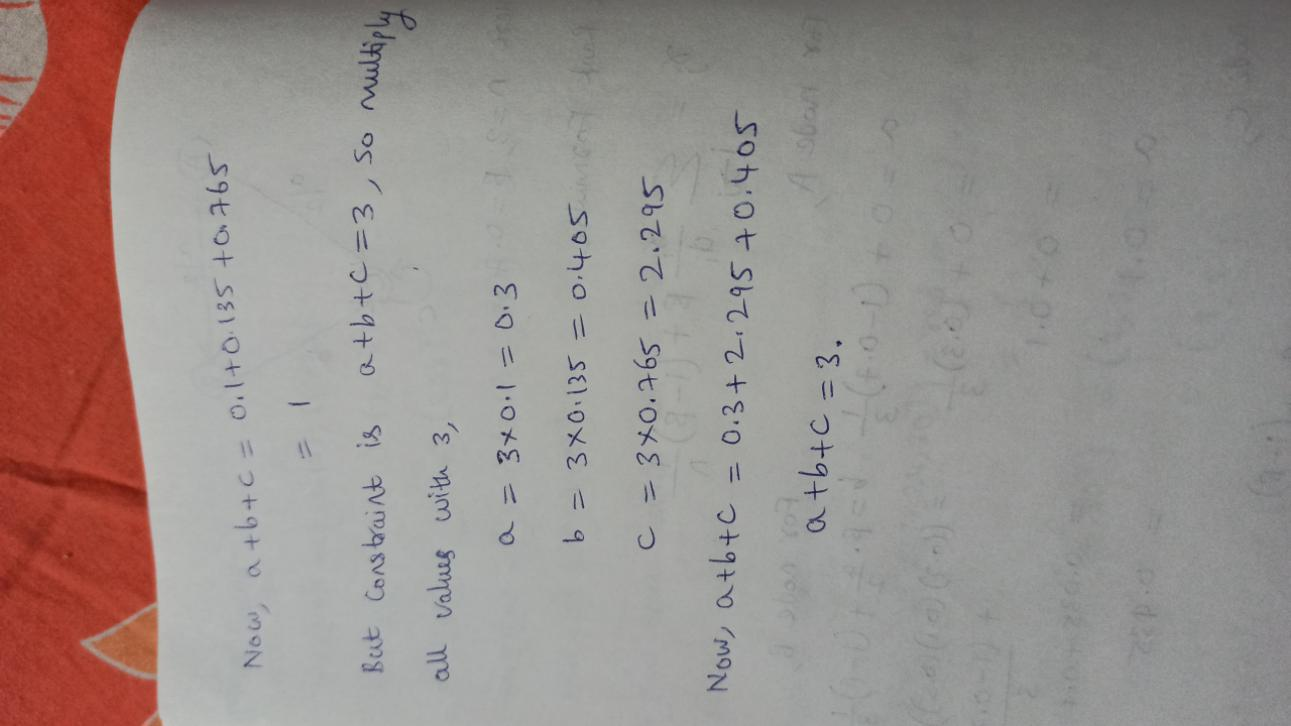 Now, a+b+c = 0.1+0.135+0.765
= 1
But constraint is a+b+c=3, so multiply
all values with 3,
a = 3×0.1 = 0.3
b = 3×0.135 = 0.405
c = 3×0.765 = 2.295
Now, a+b+c = 0.3+2.295+0.405
a+b+c=3.